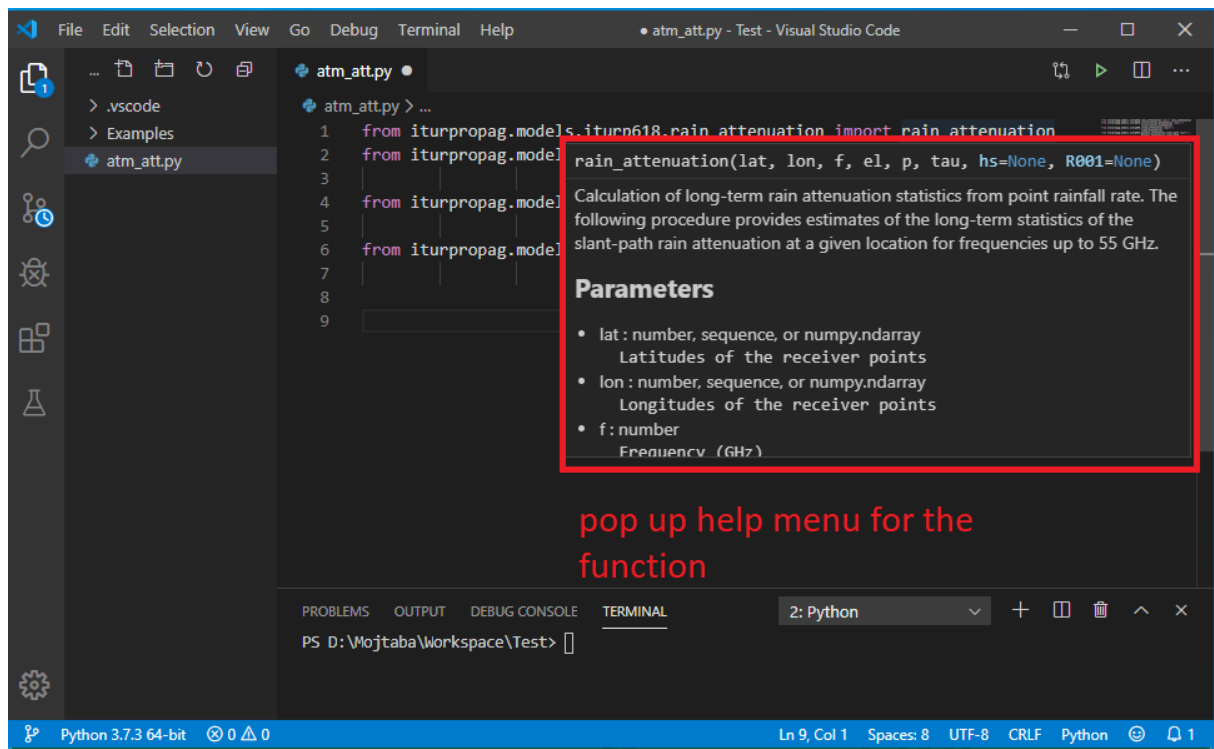 File Edit Selection View Go Debug Terminal Help ● atm_att.py - Test - Visual Studio Code
1
... atm_att.py ●
> .vscode
> Examples
atm_att.py
atm_att.py > ...
1 from iturpropag.models.iturp618.rain_attenuation import rain_attenuation
2 from iturpropag.model
3
4 from iturpropag.model
5
6 from iturpropag.model
7
8
9
rain_attenuation(lat, lon, f, el, p, tau, hs=None, R001=None)
Calculation of long-term rain attenuation statistics from point rainfall rate. The
following procedure provides estimates of the long-term statistics of the
slant-path rain attenuation at a given location for frequencies up to 55 GHz.
Parameters
• lat : number, sequence, or numpy.ndarray
Latitudes of the receiver points
• lon : number, sequence, or numpy.ndarray
Longitudes of the receiver points
• f : number
Frequency (GHz)
pop up help menu for the
function
PROBLEMS OUTPUT DEBUG CONSOLE TERMINAL 2: Python
PS D:\Mojtaba\Workspace\Test>
Python 3.7.3 64-bit 0 0 Ln 9, Col 1 Spaces: 8 UTF-8 CRLF Python 1